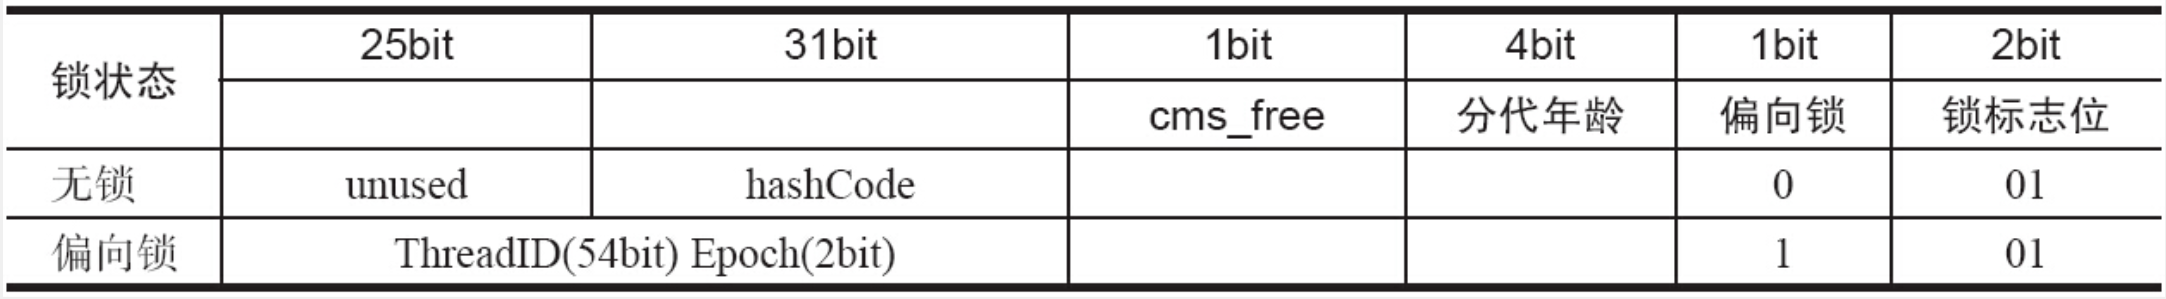 锁状态 25bit 31bit 1bit 4bit 1bit 2bit
cms_free 分代年龄 偏向锁 锁标志位
无锁 unused hashCode 0 01
偏向锁 ThreadID(54bit) Epoch(2bit) 1 01